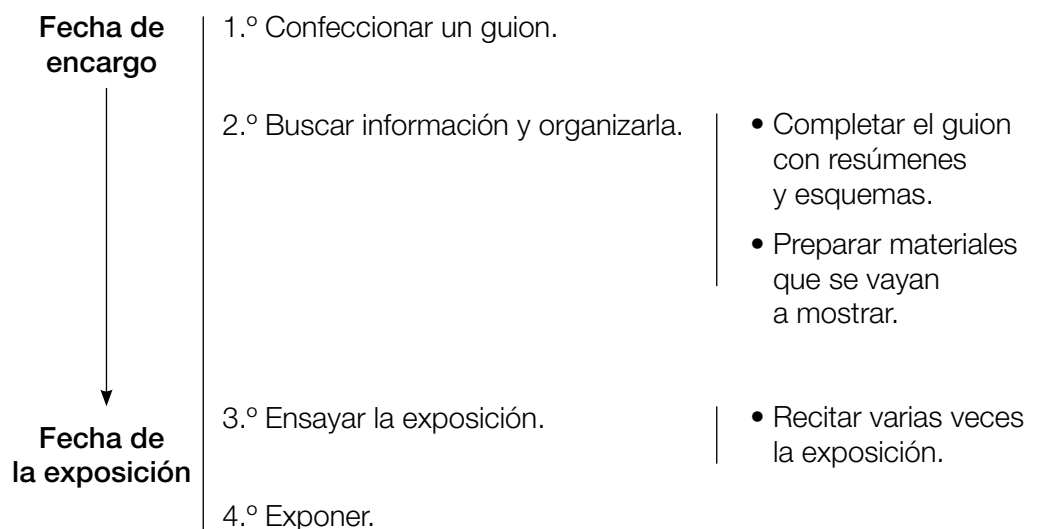 Fecha de
encargo
1.º Confeccionar un guion.
2.º Buscar información y organizarla.
• Completar el guion
con resúmenes
y esquemas.
• Preparar materiales
que se vayan
a mostrar.
Fecha de
la exposición
3.º Ensayar la exposición.
• Recitar varias veces
la exposición.
4.º Exponer.